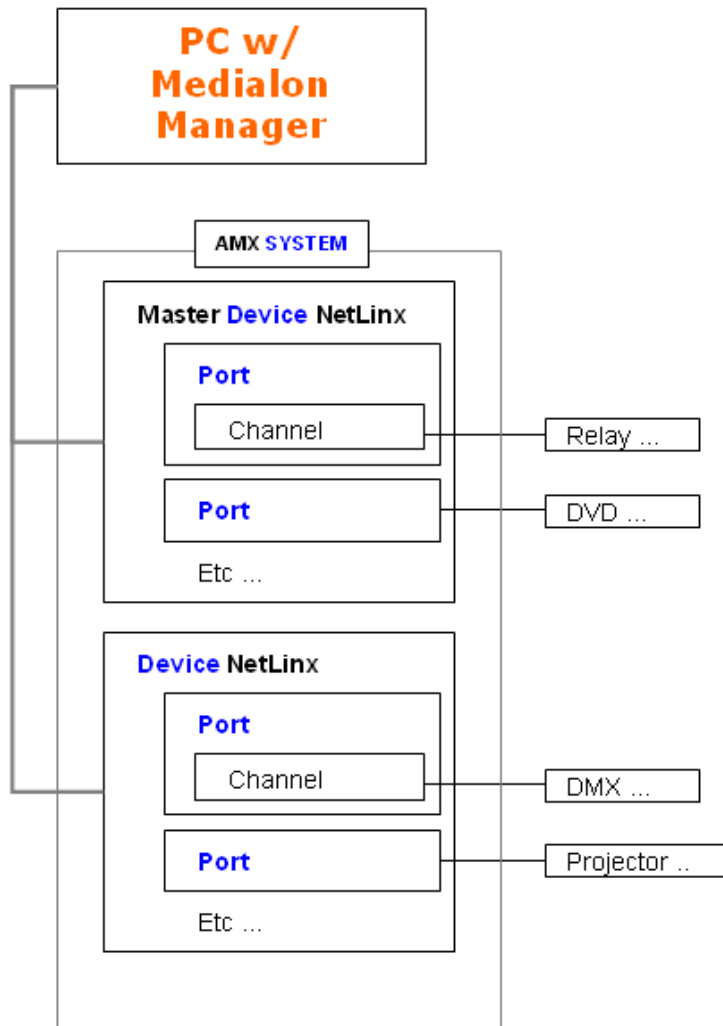 PC w/
Medialon
Manager
AMX SYSTEM
Master Device NetLinx
Port
Channel
Relay ...
Port
DVD ...
Etc ...
Device NetLinx
Port
Channel
DMX ...
Port
Projector ..
Etc ...